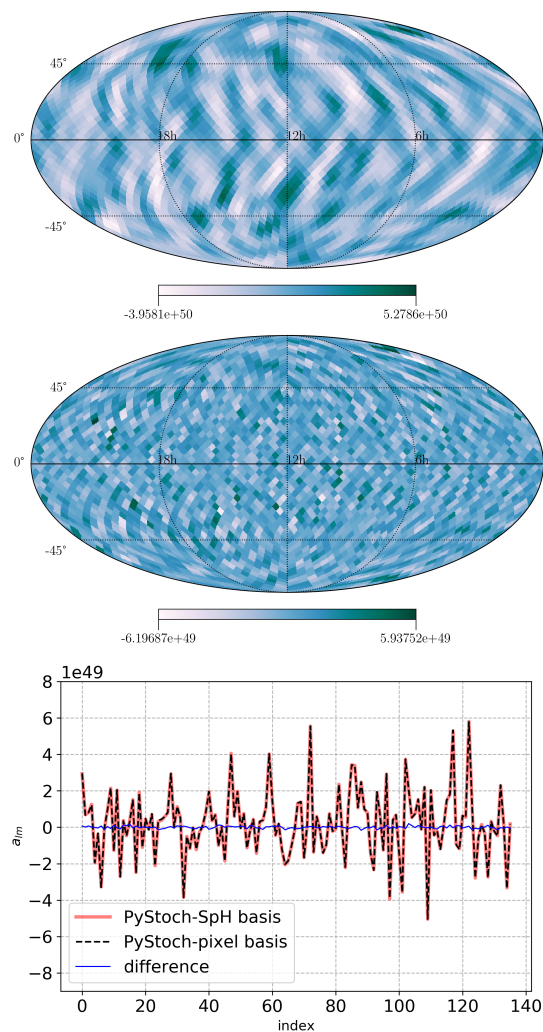 45°
0°
18h
12h
6h
-45°
-3.9581e+50
5.2786e+50
45°
0°
18h
12h
6h
-45°
-6.19687e+49
5.93752e+49
1e49
8
6
4
2
0
−2
−4
−6
−8
a_{lm}
PyStoch-SpH basis
PyStoch-pixel basis
difference
0
20
40
60
80
100
120
140
index